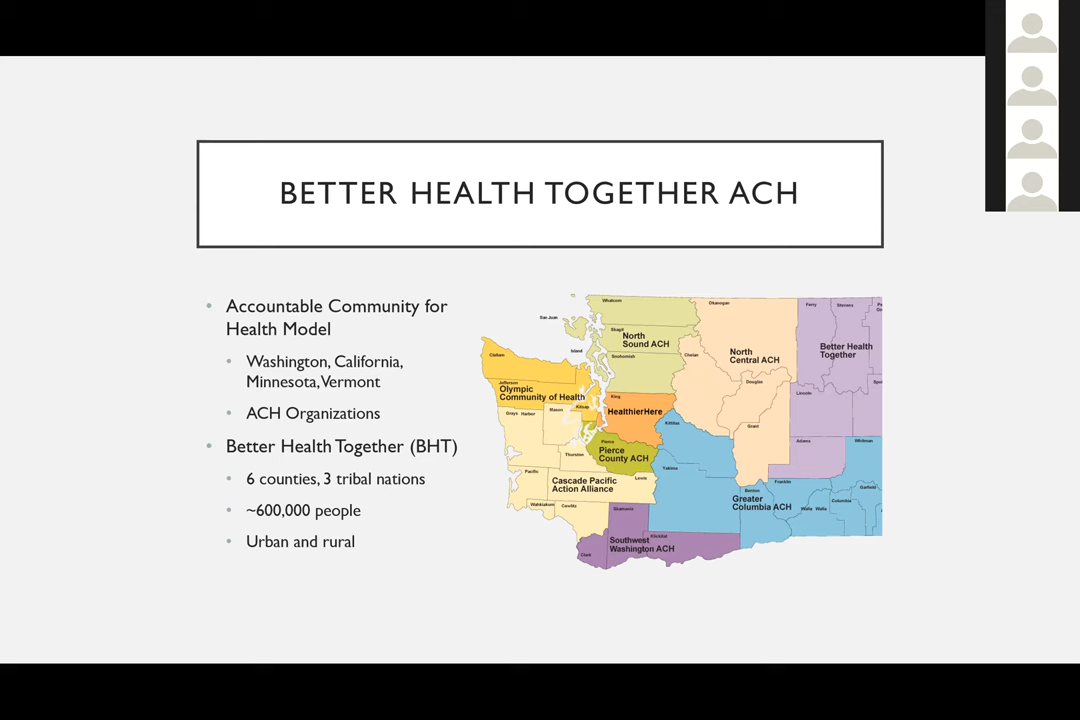 BETTER HEALTH TOGETHER ACH
Accountable Community for
Health Model
Washington, California,
Minnesota,Vermont
ACH Organizations
Better Health Together (BHT)
6 counties, 3 tribal nations
~600,000 people
Urban and rural
Whatcom
San Juan
Skagit
North
Sound ACH
Island
Snohomish
Clallam
Jefferson
Olympic
Community of Health
Kitsap
Grays Harbor
Mason
King
HealthierHere
Pierce
Pierce
County ACH
Thurston
Pacific
Lewis
Cascade Pacific
Action Alliance
Wahkiakum
Cowlitz
Skamania
Clark
Klickitat
Southwest
Washington ACH
Okanogan
Chelan
North
Central ACH
Douglas
Grant
Kittitas
Yakima
Benton
Franklin
Greater
Columbia ACH
Walla Walla
Columbia
Garfield
Whitman
Ferry
Stevens
Better Health
Together
Lincoln
Adams